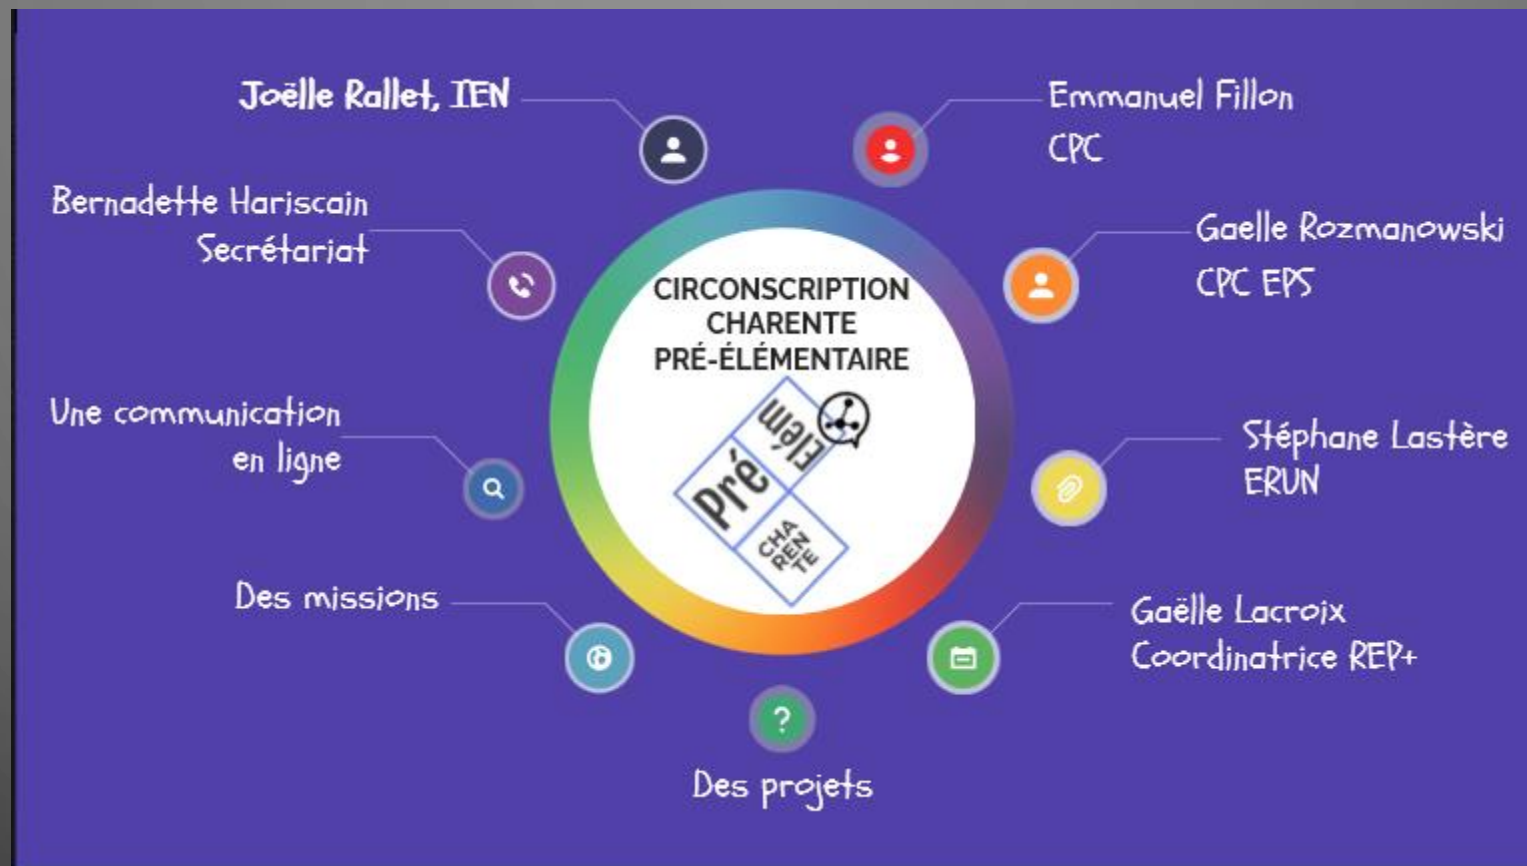 Joëlle Rallet, IEN
Emmanuel Fillon
CPC
Bernadette Hariscain
Secrétariat
Gaelle Rozmanowski
CPC EPS
CIRCONSCRIPTION
CHARENTE
PRÉ-ÉLÉMENTAIRE
Pré
Elém
CHA
REN
TE
Une communication
en ligne
Stéphane Lastère
ERUN
Des missions
Gaëlle Lacroix
Coordinatrice REP+
?
Des projets